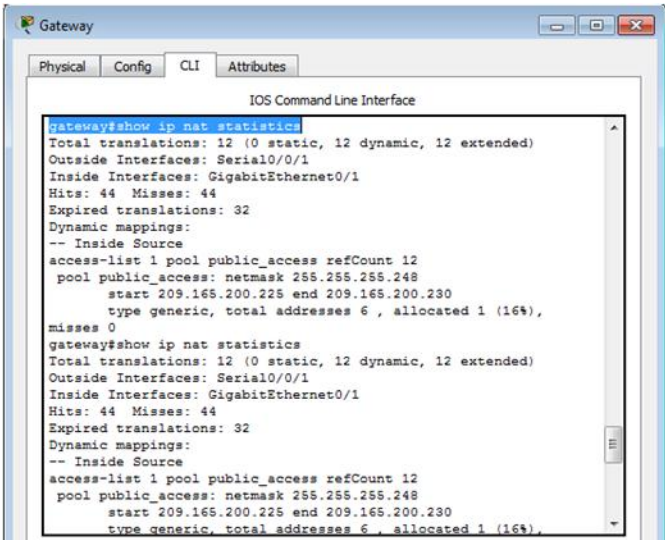 Gateway
Physical Config CLI Attributes
IOS Command Line Interface
gateway#show ip nat statistics
Total translations: 12 (0 static, 12 dynamic, 12 extended)
Outside Interfaces: Serial0/0/1
Inside Interfaces: GigabitEthernet0/1
Hits: 44  Misses: 44
Expired translations: 32
Dynamic mappings:
-- Inside Source
access-list 1 pool public_access refCount 12
 pool public_access: netmask 255.255.255.248
       start 209.165.200.225 end 209.165.200.230
       type generic, total addresses 6 , allocated 1 (16%),
misses 0
gateway#show ip nat statistics
Total translations: 12 (0 static, 12 dynamic, 12 extended)
Outside Interfaces: Serial0/0/1
Inside Interfaces: GigabitEthernet0/1
Hits: 44  Misses: 44
Expired translations: 32
Dynamic mappings:
-- Inside Source
access-list 1 pool public_access refCount 12
 pool public_access: netmask 255.255.255.248
       start 209.165.200.225 end 209.165.200.230
       type generic, total addresses 6 , allocated 1 (16%),